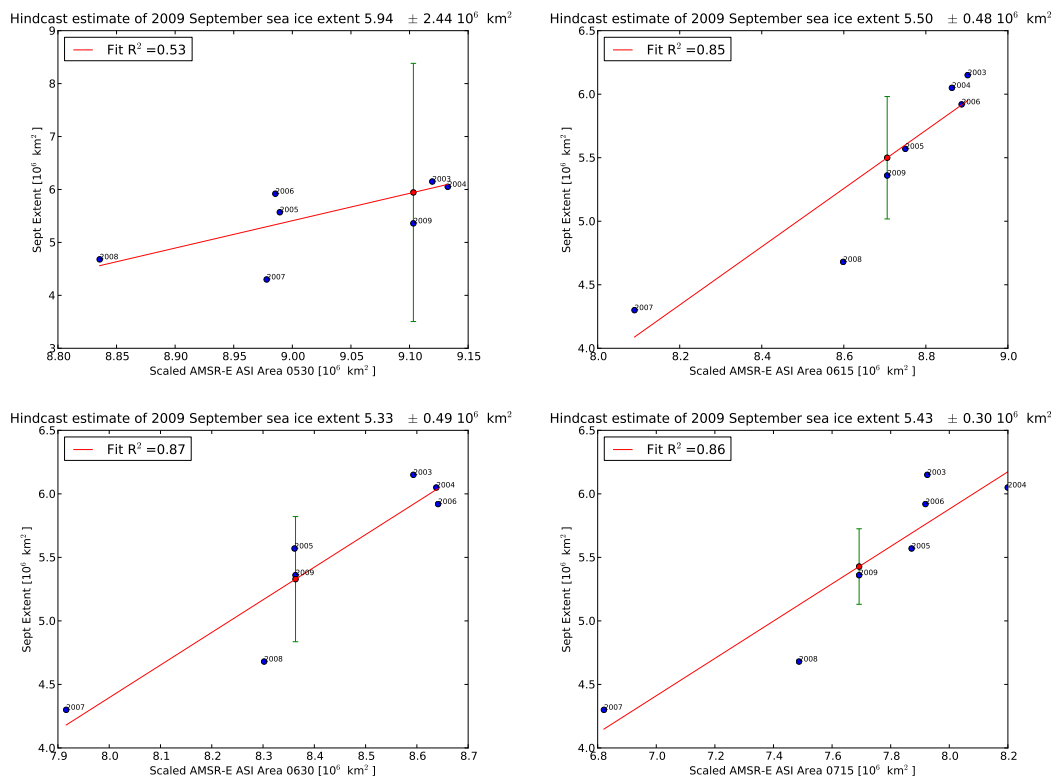 Hindcast estimate of 2009 September sea ice extent 5.94 ± 2.44 10⁶ km²
Fit R² =0.53
9
8
7
6
5
4
3
Sept Extent [10⁶ km² ]
2003
2004
2005
2006
2007
2008
2009
8.80 8.85 8.90 8.95 9.00 9.05 9.10 9.15
Scaled AMSR-E ASI Area 0530 [10⁶ km² ]
Hindcast estimate of 2009 September sea ice extent 5.50 ± 0.48 10⁶ km²
Fit R² =0.85
6.5
6.0
5.5
5.0
4.5
4.0
Sept Extent [10⁶ km² ]
2003
2004
2006
2005
2009
2008
2007
8.0 8.2 8.4 8.6 8.8 9.0
Scaled AMSR-E ASI Area 0615 [10⁶ km² ]
Hindcast estimate of 2009 September sea ice extent 5.33 ± 0.49 10⁶ km²
Fit R² =0.87
6.5
6.0
5.5
5.0
4.5
4.0
Sept Extent [10⁶ km² ]
2003
2004
2006
2005
2009
2008
2007
7.9 8.0 8.1 8.2 8.3 8.4 8.5 8.6 8.7
Scaled AMSR-E ASI Area 0630 [10⁶ km² ]
Hindcast estimate of 2009 September sea ice extent 5.43 ± 0.30 10⁶ km²
Fit R² =0.86
6.5
6.0
5.5
5.0
4.5
4.0
Sept Extent [10⁶ km² ]
2003
2004
2006
2005
2009
2008
2007
6.8 7.0 7.2 7.4 7.6 7.8 8.0 8.2
Scaled AMSR-E ASI Area 0715 [10⁶ km² ]